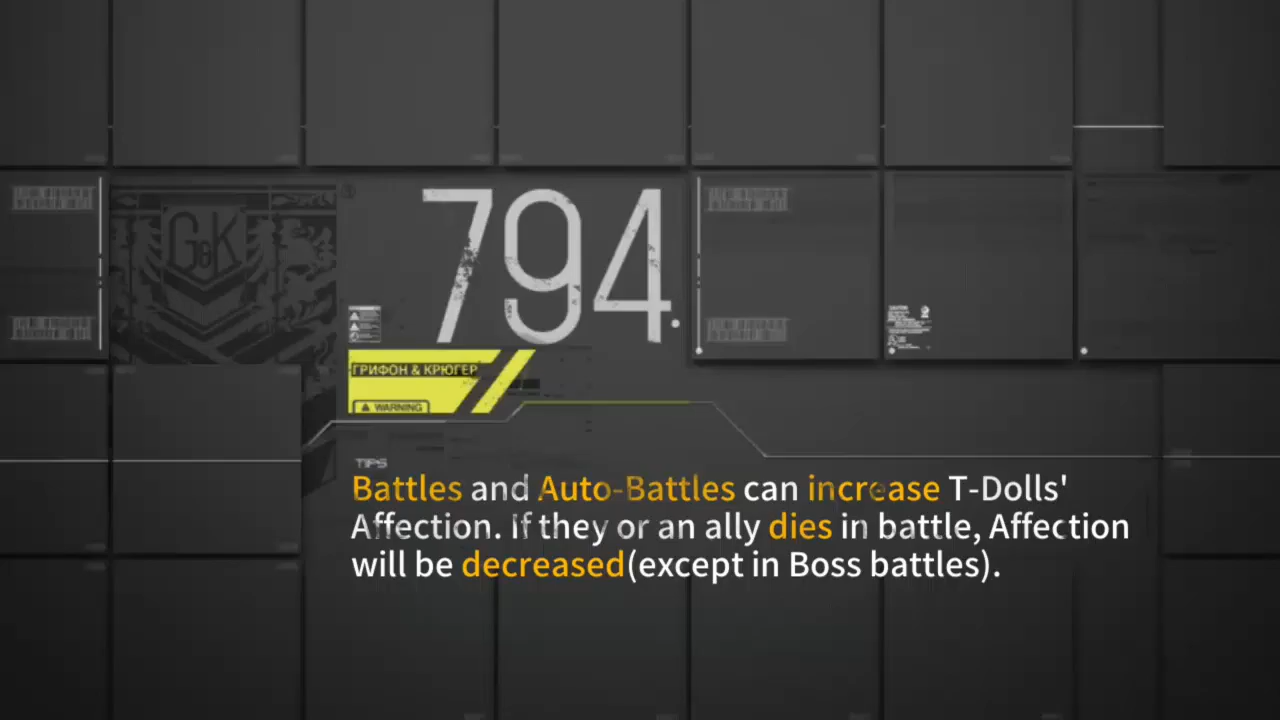 G&K
794.
ГРИФОН & КРЮГЕР
WARNING
TIPS
Battles and Auto-Battles can increase T-Dolls'
Affection. If they or an ally dies in battle, Affection
will be decreased(except in Boss battles).